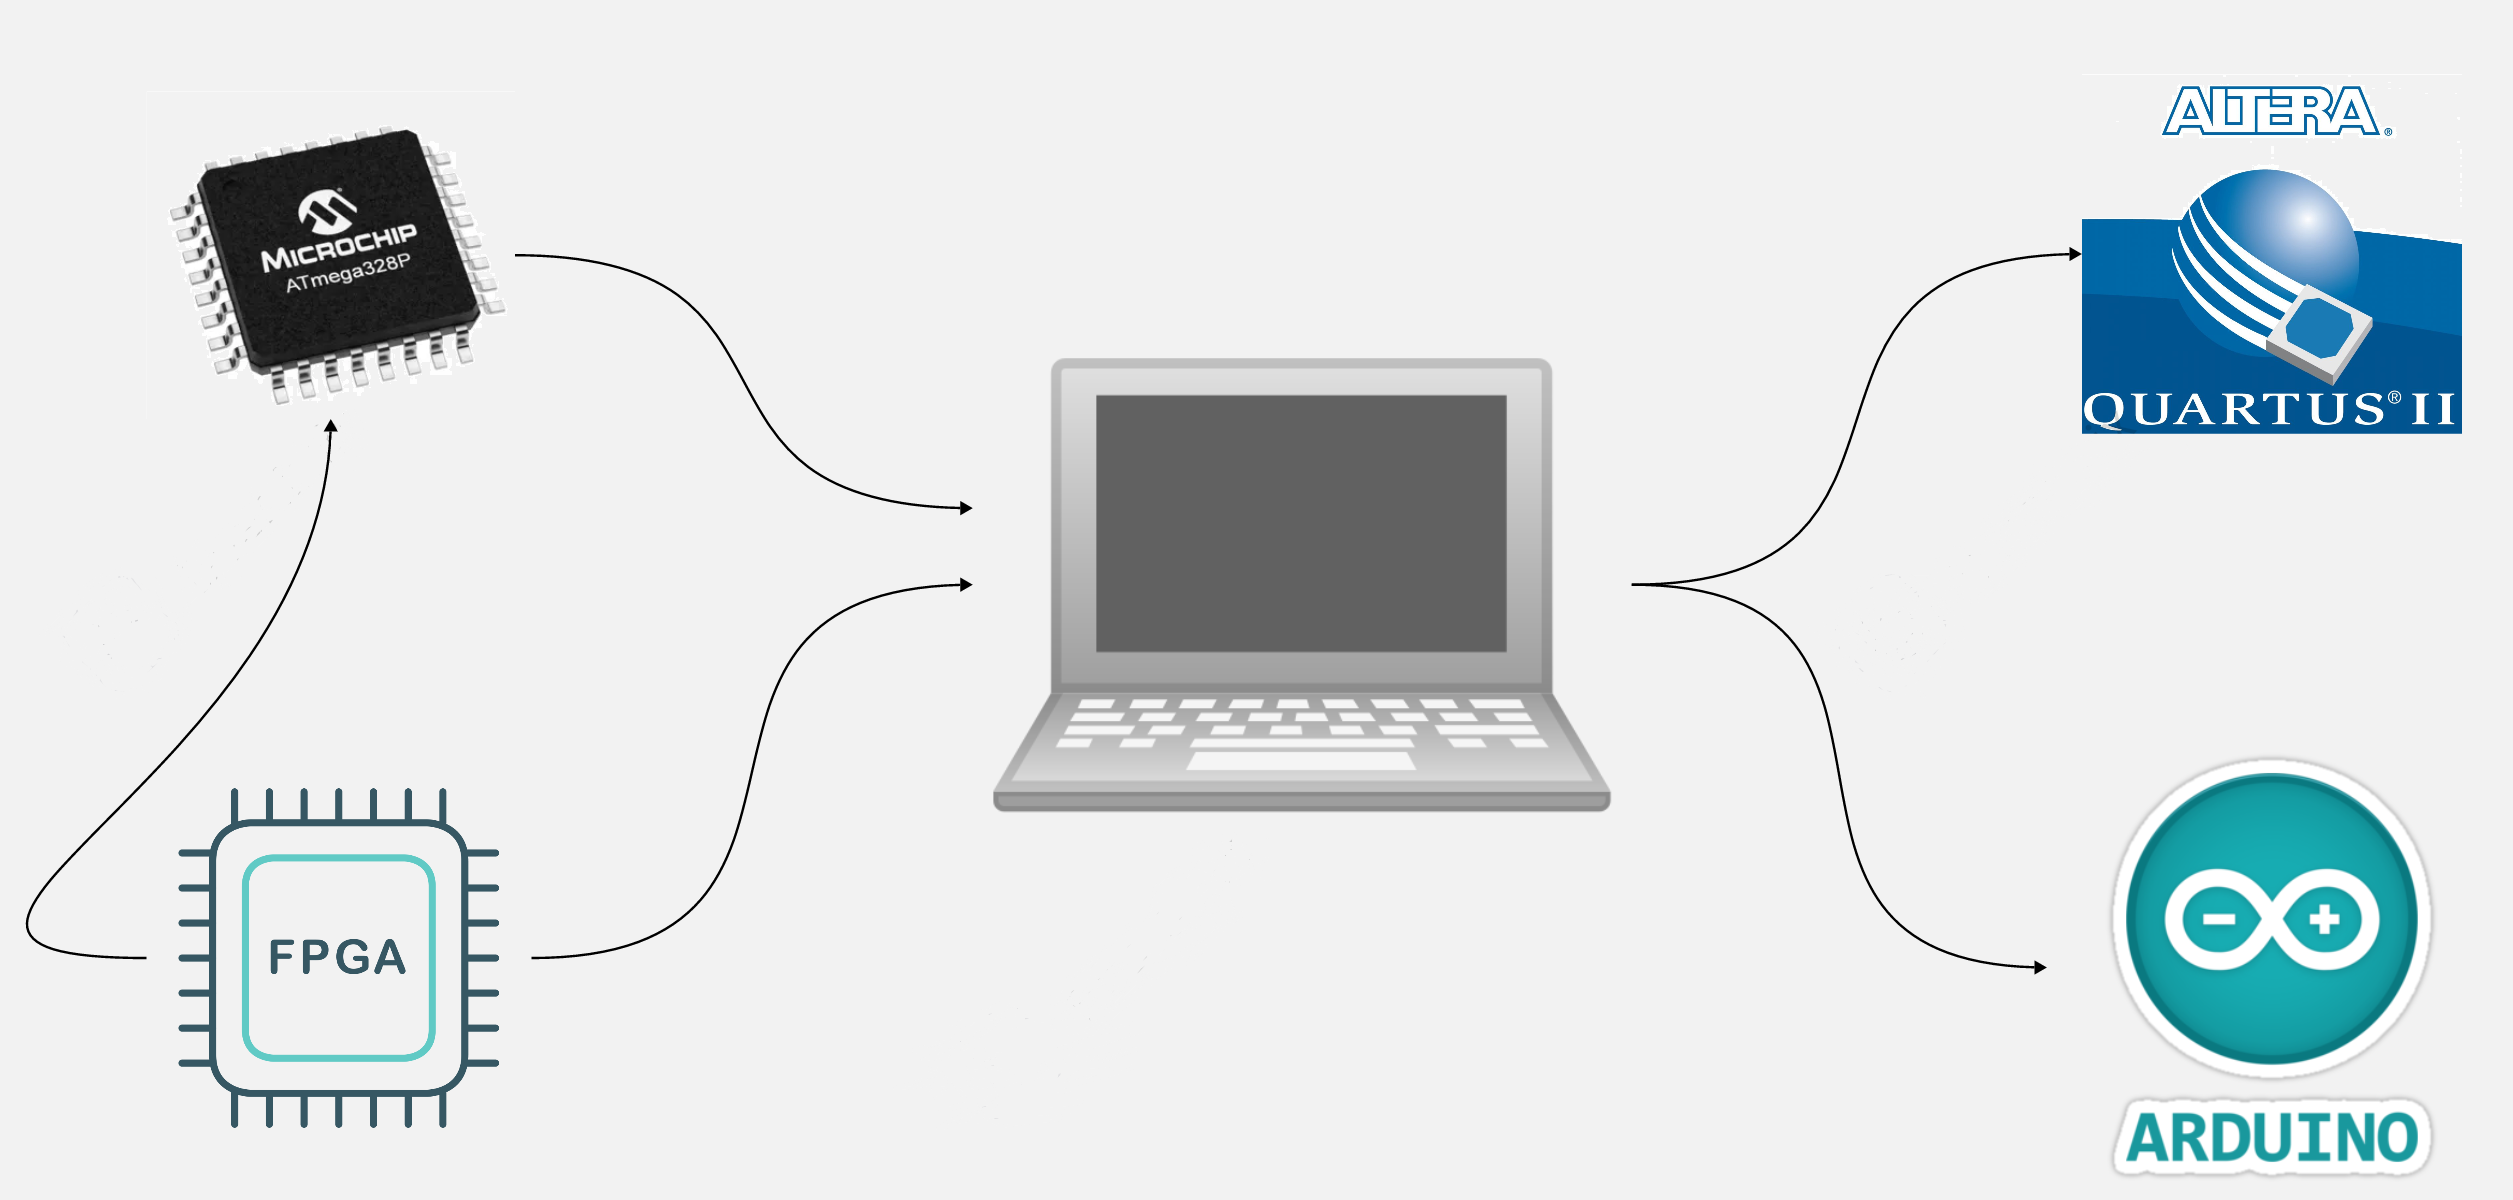 MICROCHIP
ATmega328P
ALTERA®
QUARTUS® II
FPGA
ARDUINO